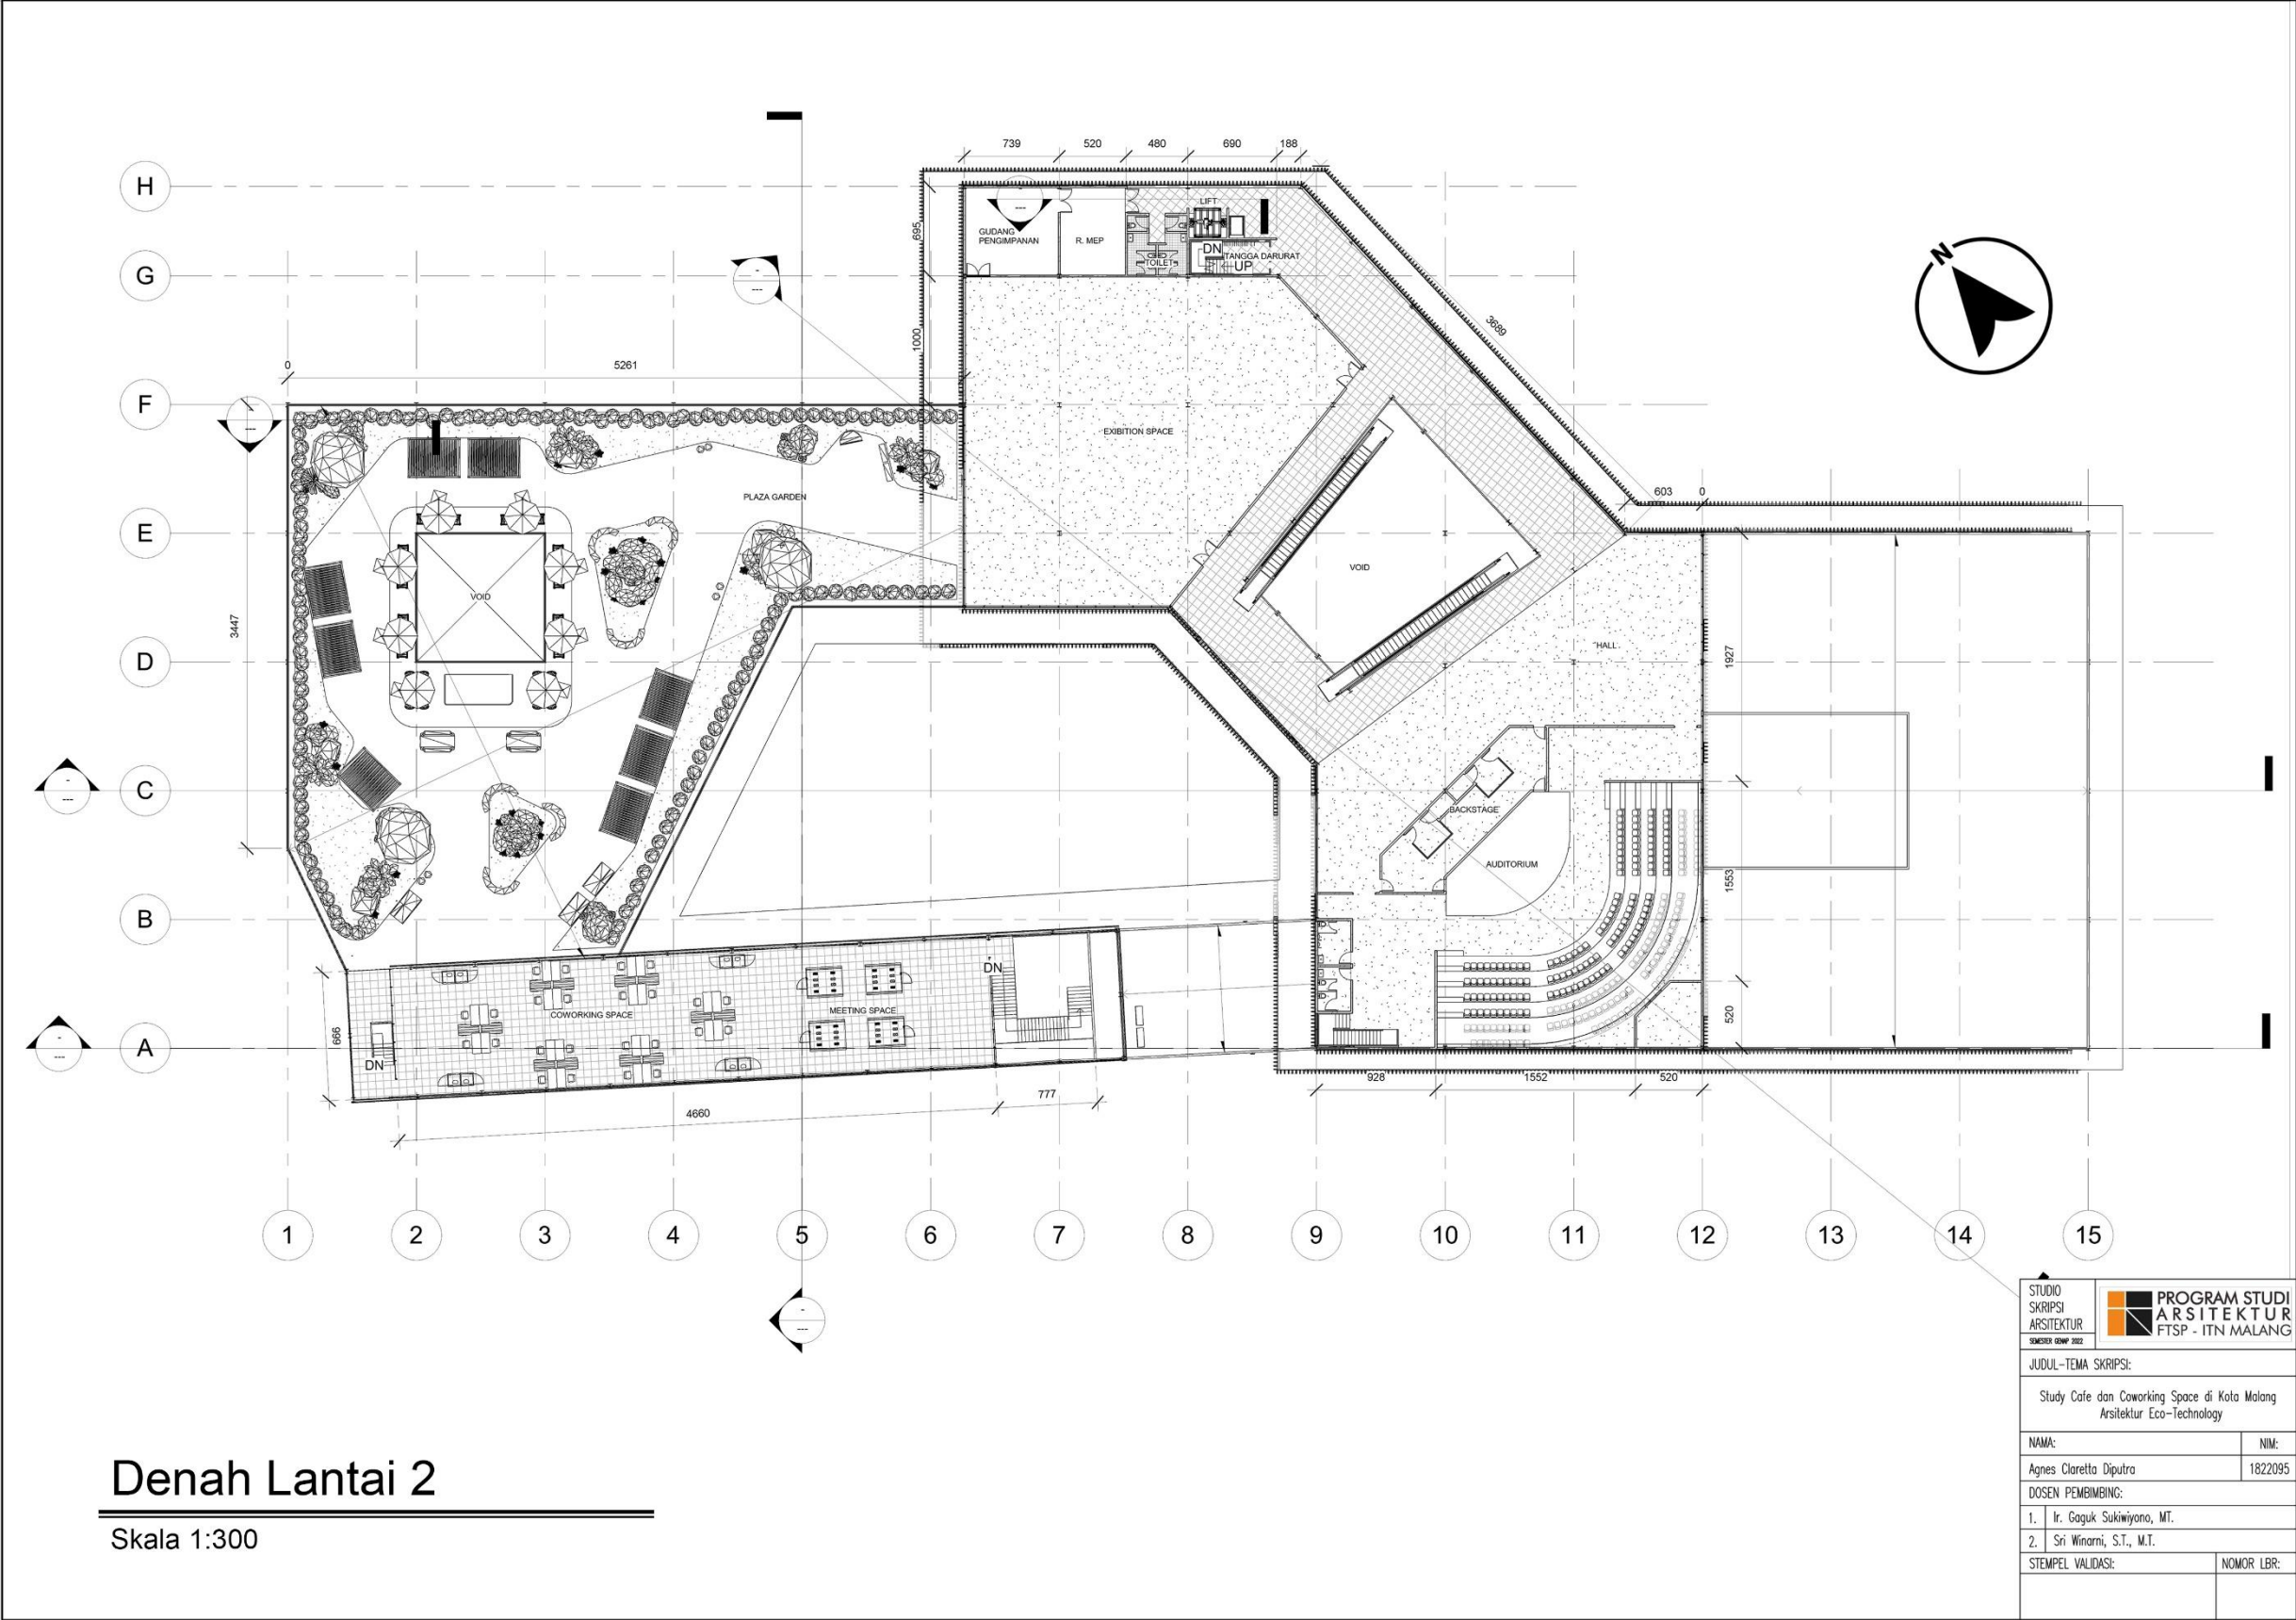 739 520 480 690 188
H
LIFT
GUDANG
PENGIMPANAN
R. MEP
695
DN
TANGGA DARURAT
TOILET
UP
G
N
3689
1000
0
5261
F
EXIBITION SPACE
PLAZA GARDEN
603 0
E
VOID
VOID
3447
HALL
1927
D
C
BACKSTAGE
AUDITORIUM
1553
B
DN
COWORKING SPACE
MEETING SPACE
520
666
A
DN
928 1552 520
777
4660
1 2 3 4 5 6 7 8 9 10 11 12 13 14 15
Denah Lantai 2
Skala 1:300
STUDIO
SKRIPSI
ARSITEKTUR
SEMESTER GENAP 2022
PROGRAM STUDI
ARSITEKTUR
FTSP - ITN MALANG
JUDUL-TEMA SKRIPSI:
Study Cafe dan Coworking Space di Kota Malang
Arsitektur Eco-Technology
NAMA: NIM:
Agnes Claretta Diputra 1822095
DOSEN PEMBIMBING:
1. Ir. Gaguk Sukiwiyono, MT.
2. Sri Winarni, S.T., M.T.
STEMPEL VALIDASI: NOMOR LBR: